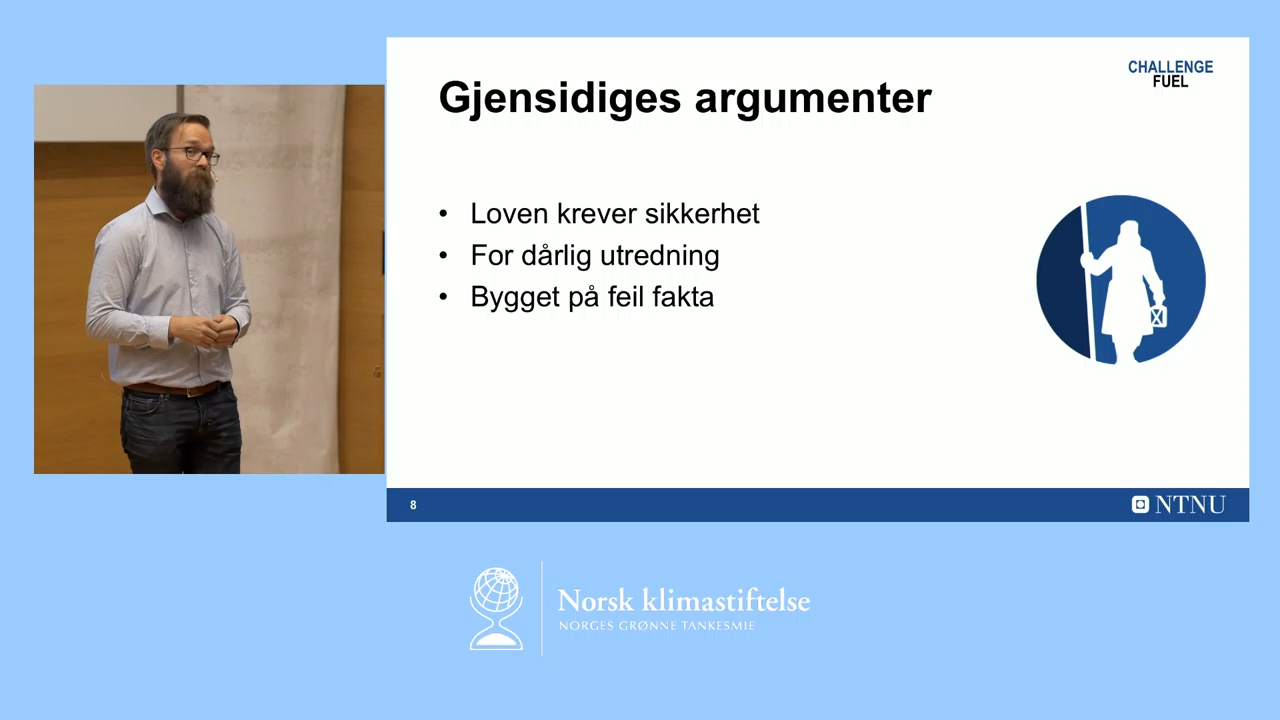 CHALLENGE
FUEL
Gjensidiges argumenter
• Loven krever sikkerhet
• For dårlig utredning
• Bygget på feil fakta
8
NTNU
Norsk klimastiftelse
NORGES GRØNNE TANKESMIE